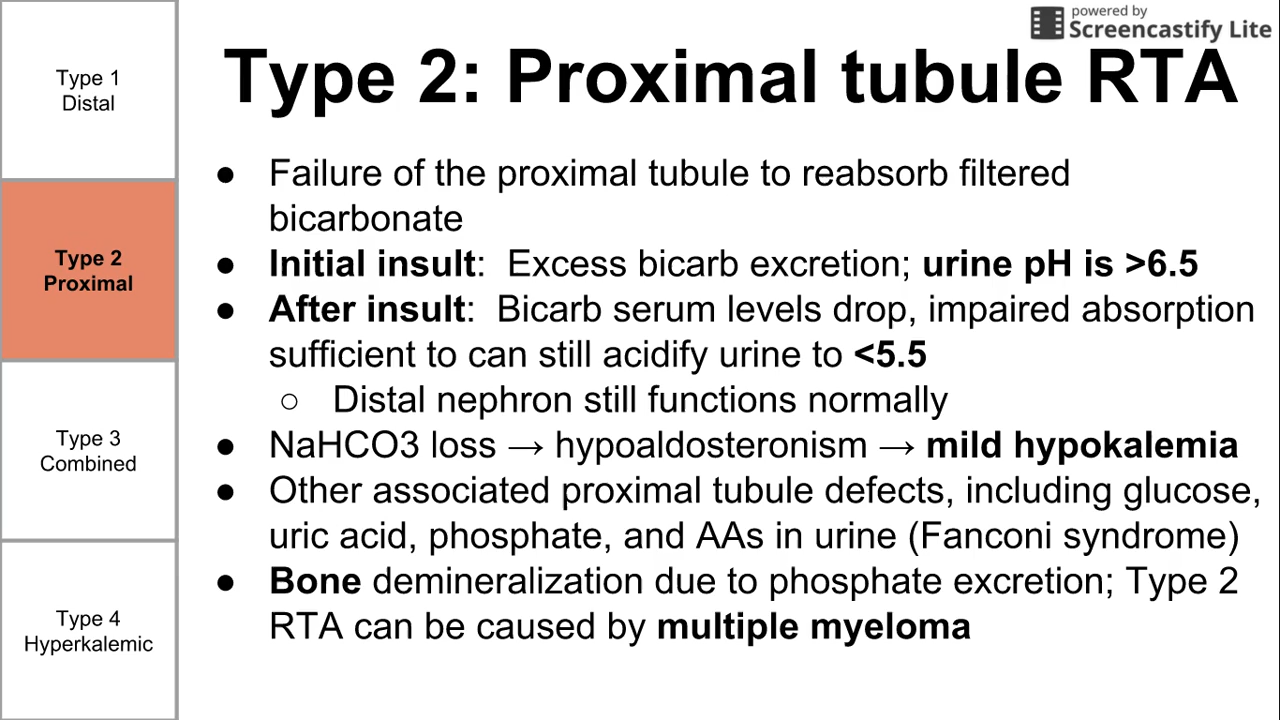 powered by
Screencastify Lite
Type 1
Distal
Type 2
Proximal
Type 3
Combined
Type 4
Hyperkalemic
Type 2: Proximal tubule RTA
● Failure of the proximal tubule to reabsorb filtered
bicarbonate
● Initial insult: Excess bicarb excretion; urine pH is >6.5
● After insult: Bicarb serum levels drop, impaired absorption
sufficient to can still acidify urine to <5.5
○ Distal nephron still functions normally
● NaHCO3 loss → hypoaldosteronism → mild hypokalemia
● Other associated proximal tubule defects, including glucose,
uric acid, phosphate, and AAs in urine (Fanconi syndrome)
● Bone demineralization due to phosphate excretion; Type 2
RTA can be caused by multiple myeloma